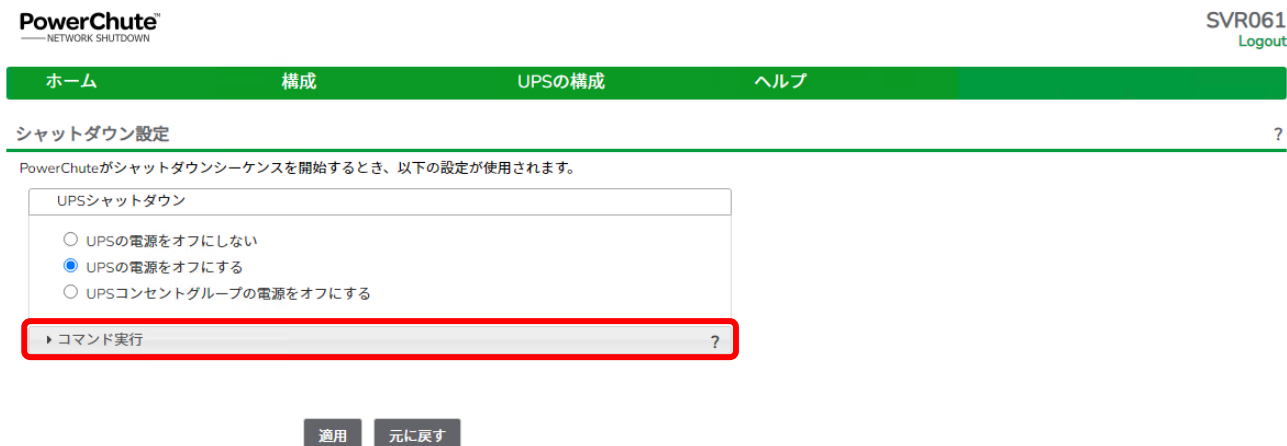 PowerChute™
NETWORK SHUTDOWN
SVR061
Logout
ホーム 構成 UPSの構成 ヘルプ
シャットダウン設定 ?
PowerChuteがシャットダウンシーケンスを開始するとき、以下の設定が使用されます。
UPSシャットダウン
UPSの電源をオフにしない
UPSの電源をオフにする
UPSコンセントグループの電源をオフにする
コマンド実行 ?
適用 元に戻す